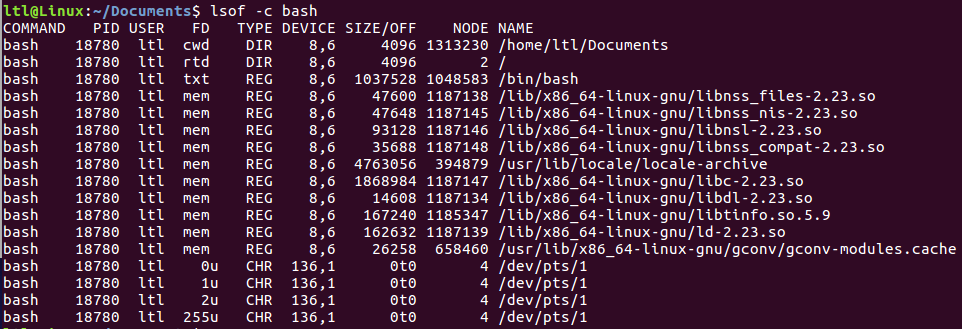 ltl@Linux:~/Documents$ lsof -c bash
COMMAND   PID USER   FD   TYPE DEVICE SIZE/OFF    NODE NAME
bash    18780  ltl  cwd    DIR    8,6     4096 1313230 /home/ltl/Documents
bash    18780  ltl  rtd    DIR    8,6     4096       2 /
bash    18780  ltl  txt    REG    8,6  1037528 1048583 /bin/bash
bash    18780  ltl  mem    REG    8,6    47600 1187138 /lib/x86_64-linux-gnu/libnss_files-2.23.so
bash    18780  ltl  mem    REG    8,6    47648 1187145 /lib/x86_64-linux-gnu/libnss_nis-2.23.so
bash    18780  ltl  mem    REG    8,6    93128 1187146 /lib/x86_64-linux-gnu/libnsl-2.23.so
bash    18780  ltl  mem    REG    8,6    35688 1187148 /lib/x86_64-linux-gnu/libnss_compat-2.23.so
bash    18780  ltl  mem    REG    8,6  4763056  394879 /usr/lib/locale/locale-archive
bash    18780  ltl  mem    REG    8,6  1868984 1187147 /lib/x86_64-linux-gnu/libc-2.23.so
bash    18780  ltl  mem    REG    8,6    14608 1187134 /lib/x86_64-linux-gnu/libdl-2.23.so
bash    18780  ltl  mem    REG    8,6   167240 1185347 /lib/x86_64-linux-gnu/libtinfo.so.5.9
bash    18780  ltl  mem    REG    8,6   162632 1187139 /lib/x86_64-linux-gnu/ld-2.23.so
bash    18780  ltl  mem    REG    8,6    26258  658460 /usr/lib/x86_64-linux-gnu/gconv/gconv-modules.cache
bash    18780  ltl    0u   CHR  136,1      0t0       4 /dev/pts/1
bash    18780  ltl    1u   CHR  136,1      0t0       4 /dev/pts/1
bash    18780  ltl    2u   CHR  136,1      0t0       4 /dev/pts/1
bash    18780  ltl  255u   CHR  136,1      0t0       4 /dev/pts/1